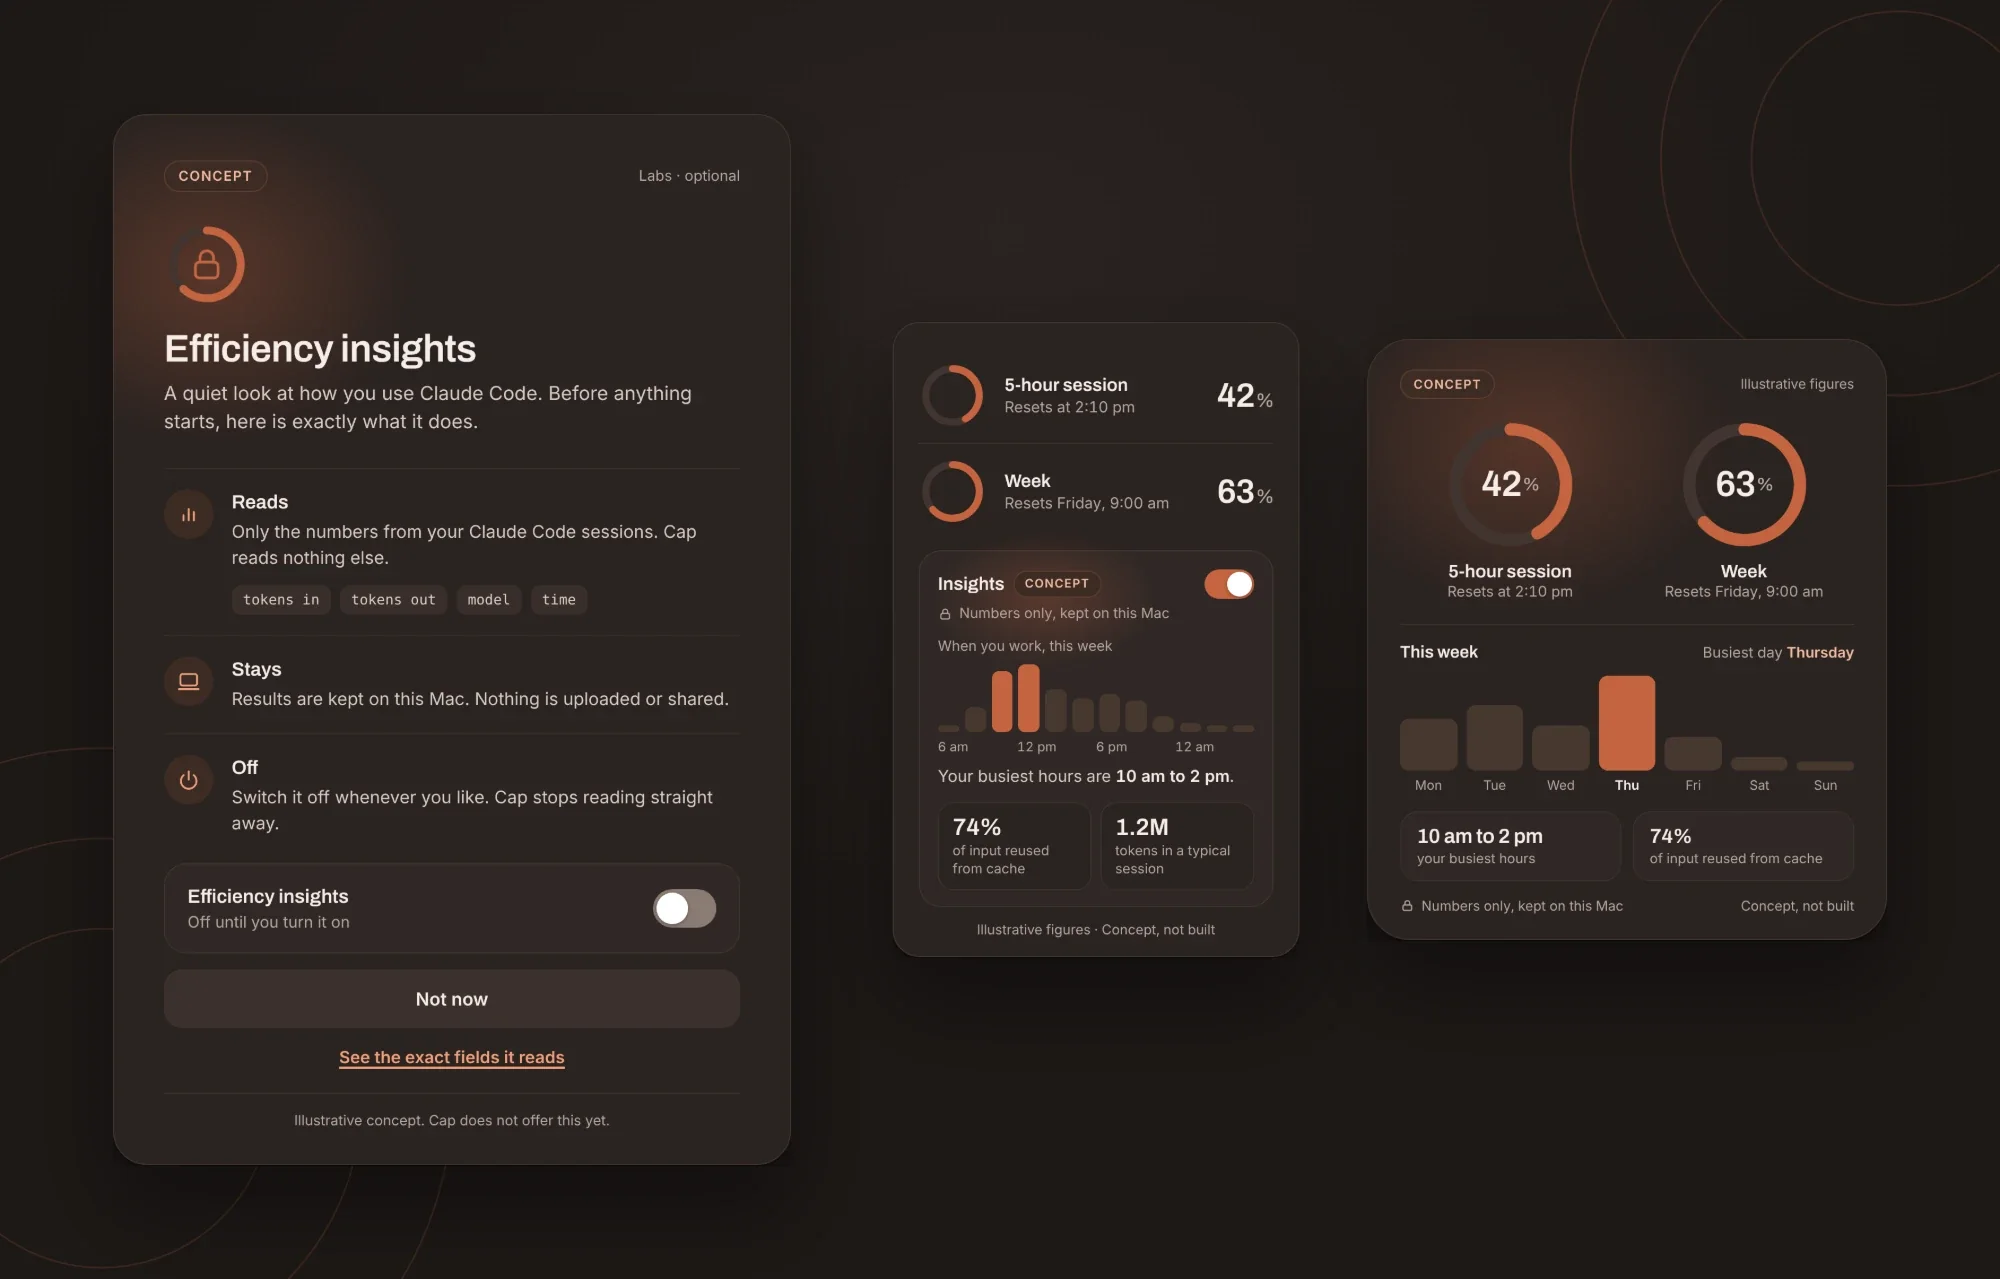 CONCEPT
Labs · optional
Efficiency insights
A quiet look at how you use Claude Code. Before anything
starts, here is exactly what it does.
Reads
Only the numbers from your Claude Code sessions. Cap
reads nothing else.
tokens in
tokens out
model
time
Stays
Results are kept on this Mac. Nothing is uploaded or shared.
Off
Switch it off whenever you like. Cap stops reading straight
away.
Efficiency insights
Off until you turn it on
Not now
See the exact fields it reads
Illustrative concept. Cap does not offer this yet.
5-hour session
Resets at 2:10 pm
42%
Week
Resets Friday, 9:00 am
63%
Insights
CONCEPT
Numbers only, kept on this Mac
When you work, this week
6 am
12 pm
6 pm
12 am
Your busiest hours are 10 am to 2 pm.
74%
of input reused
from cache
1.2M
tokens in a typical
session
Illustrative figures · Concept, not built
CONCEPT
Illustrative figures
42%
5-hour session
Resets at 2:10 pm
63%
Week
Resets Friday, 9:00 am
This week
Busiest day Thursday
Mon
Tue
Wed
Thu
Fri
Sat
Sun
10 am to 2 pm
your busiest hours
74%
of input reused from cache
Numbers only, kept on this Mac
Concept, not built